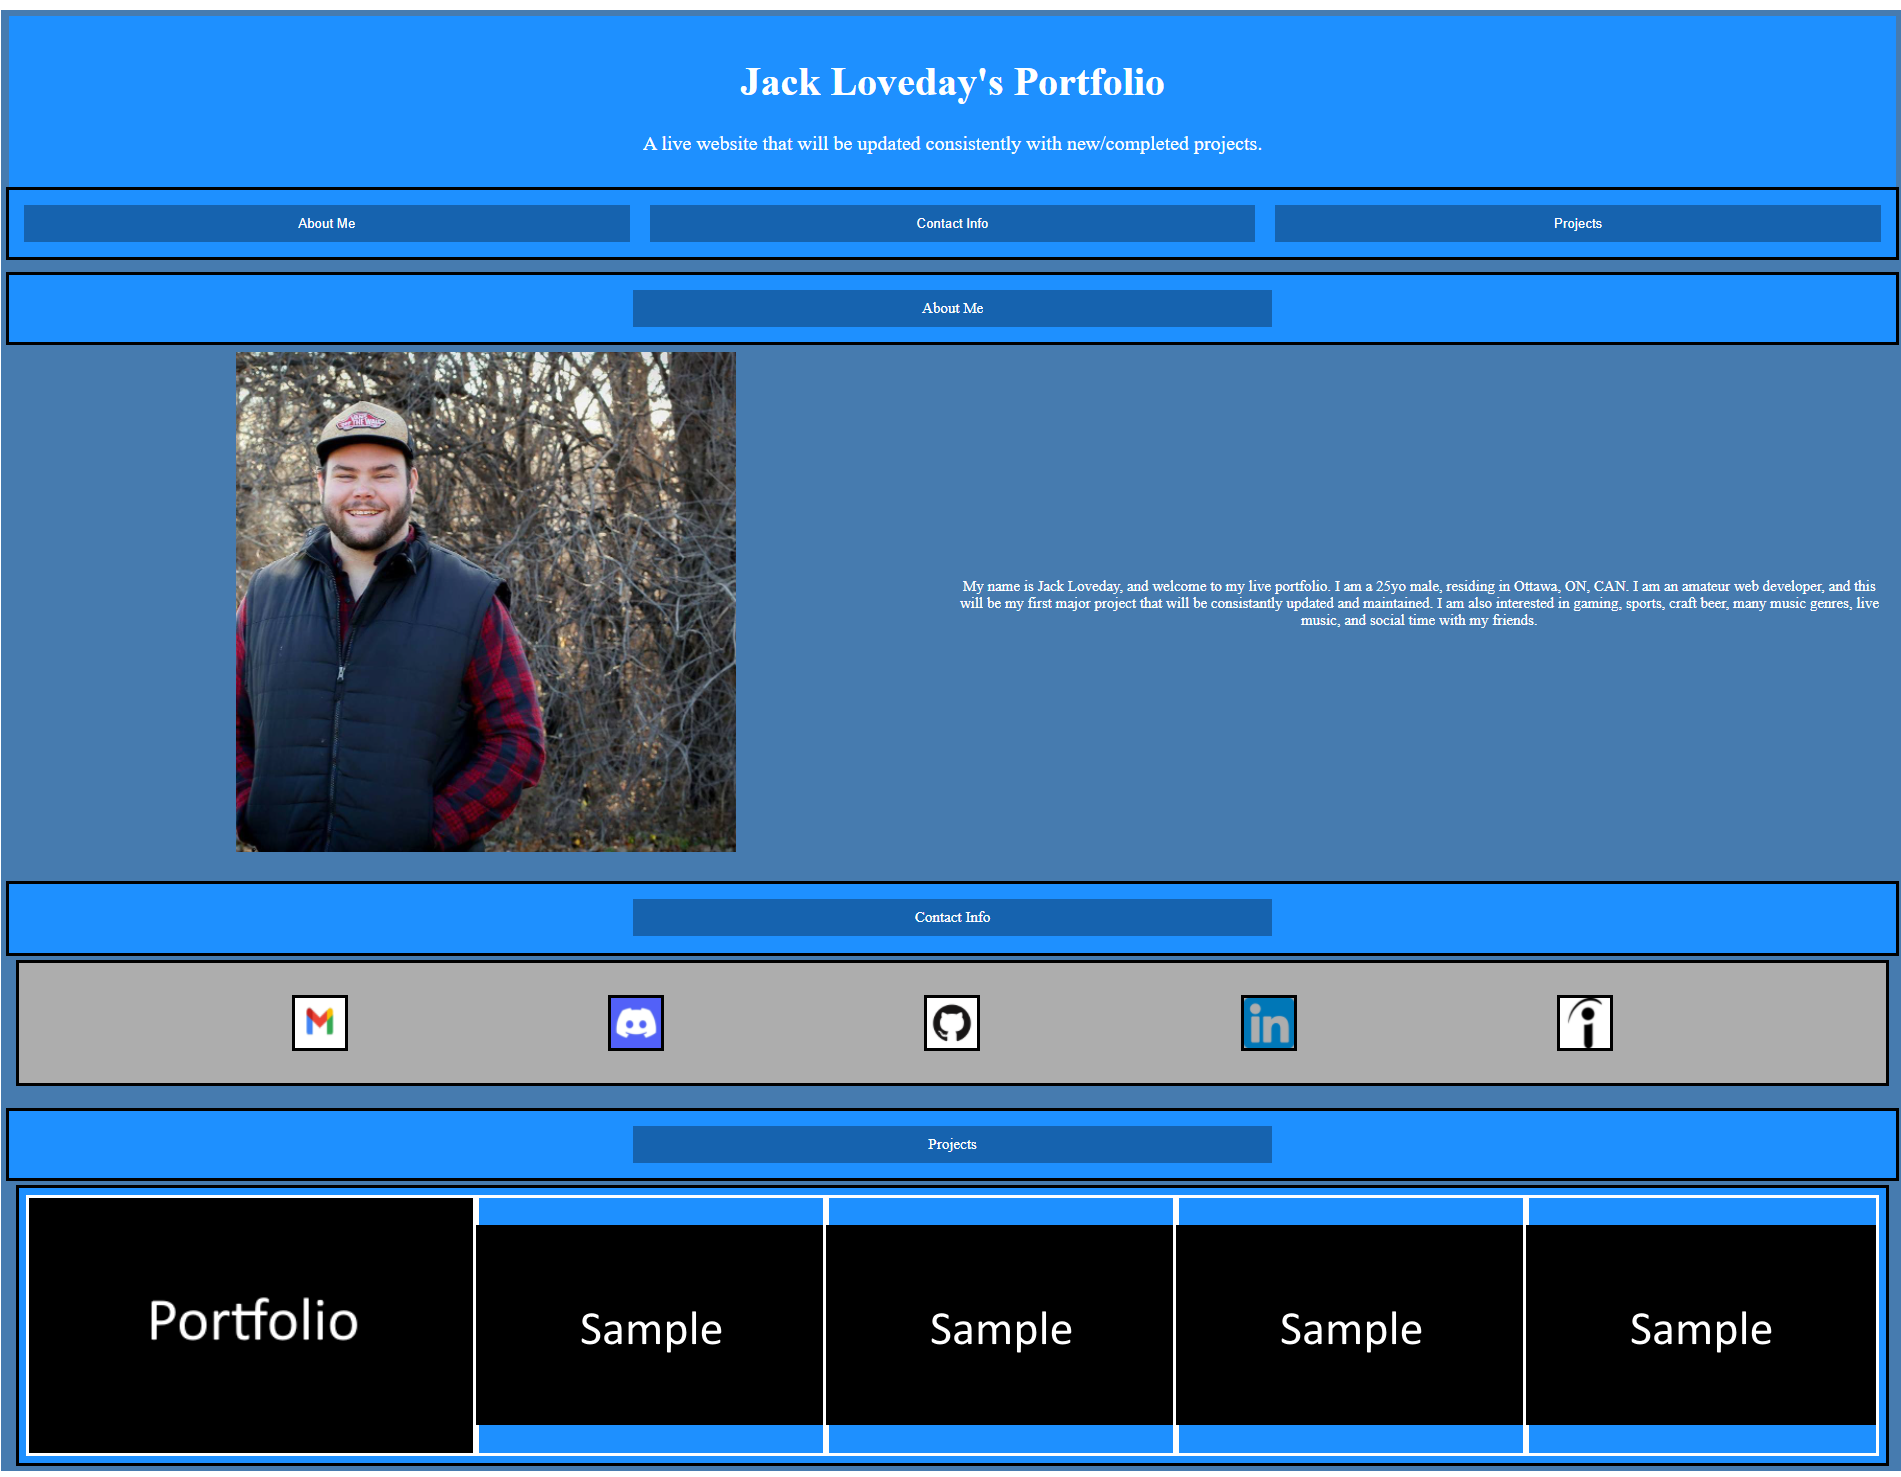 Jack Loveday's Portfolio
A live website that will be updated consistently with new/completed projects.
About Me
Contact Info
Projects
About Me
My name is Jack Loveday, and welcome to my live portfolio. I am a 25yo male, residing in Ottawa, ON, CAN. I am an amateur web developer, and this
will be my first major project that will be consistantly updated and maintained. I am also interested in gaming, sports, craft beer, many music genres, live
music, and social time with my friends.
Contact Info
in
Projects
Portfolio
Sample
Sample
Sample
Sample